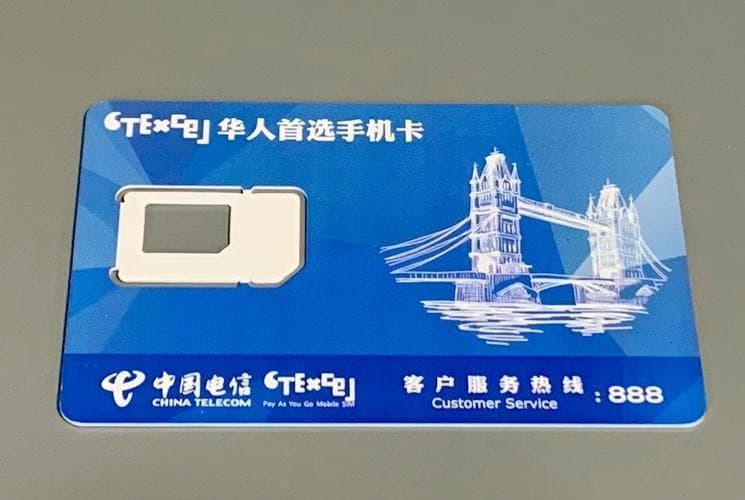 CTExcel 华人首选手机卡
中国电信
CHINA TELECOM
CTExcel
Pay As You Go Mobile SIM
客户服务热线
Customer Service
: 888